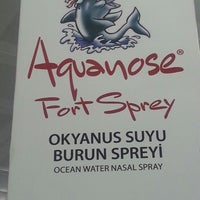 Aquanose®
Fort Sprey
OKYANUS SUYU
BURUN SPREYİ
OCEAN WATER NASAL SPRAY